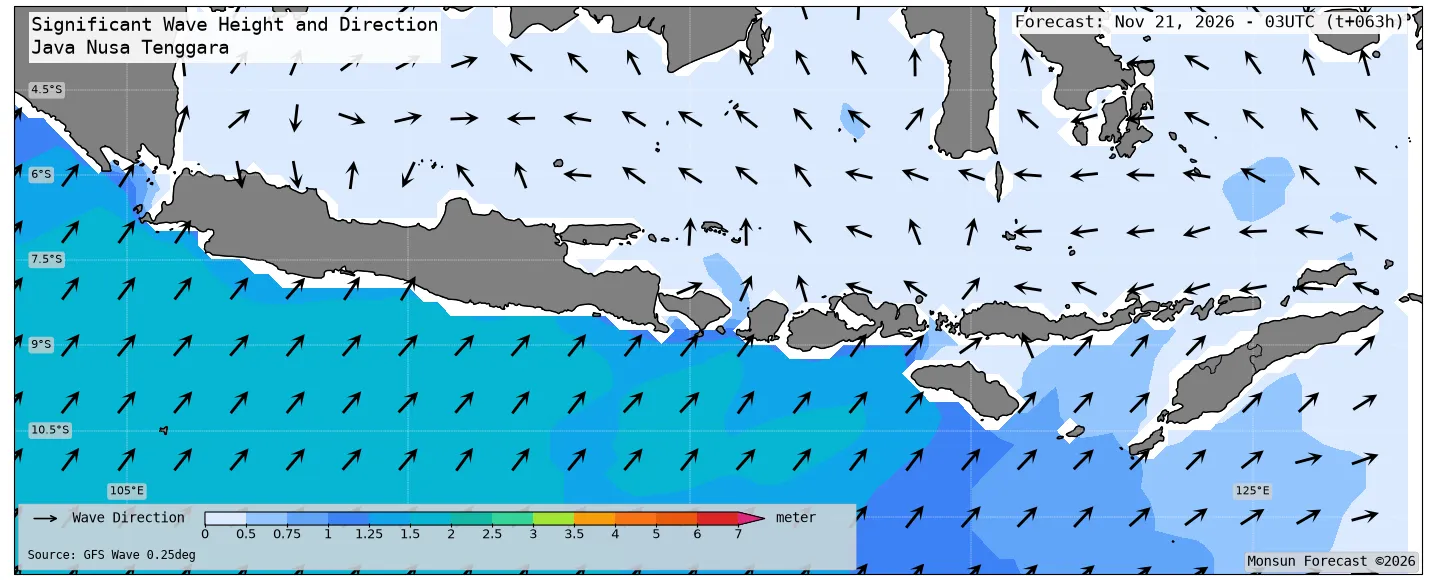 Significant Wave Height and Direction
Java Nusa Tenggara
Forecast: Nov 21, 2026 - 03UTC (t+063h)
4.5°S
6°S
7.5°S
9°S
10.5°S
105°E
125°E
Wave Direction
meter
0 0.5 0.75 1 1.25 1.5 2 2.5 3 3.5 4 5 6 7
Source: GFS Wave 0.25deg
Monsun Forecast ©2026